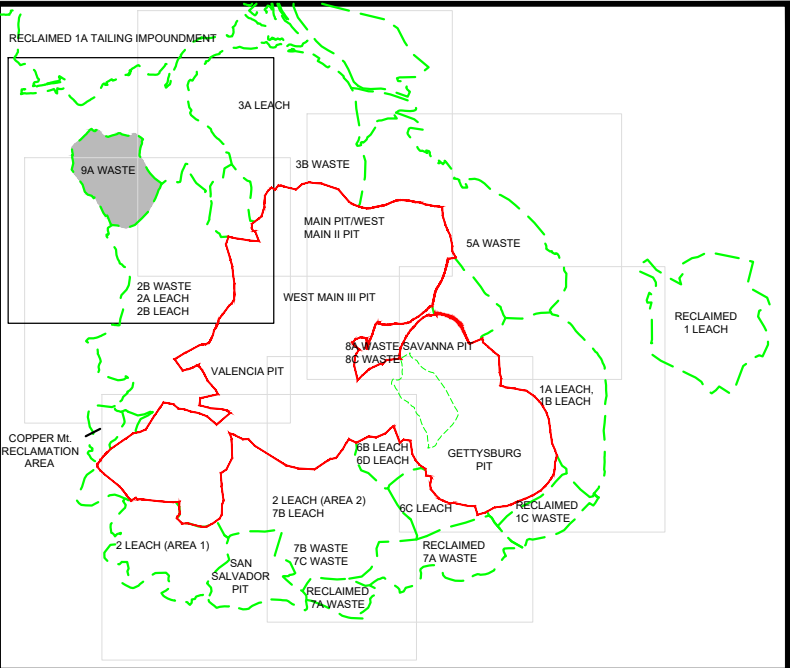 RECLAIMED 1A TAILING IMPOUNDMENT
3A LEACH
3B WASTE
9A WASTE
MAIN PIT/WEST
MAIN II PIT
5A WASTE
2B WASTE
2A LEACH
2B LEACH
WEST MAIN III PIT
RECLAIMED
1 LEACH
8A WASTE
8C WASTE
SAVANNA PIT
VALENCIA PIT
1A LEACH,
1B LEACH
COPPER Mt.
RECLAMATION
AREA
6B LEACH
6D LEACH
GETTYSBURG
PIT
2 LEACH (AREA 2)
7B LEACH
6C LEACH
RECLAIMED
1C WASTE
2 LEACH (AREA 1)
SAN
SALVADOR
PIT
7B WASTE
7C WASTE
RECLAIMED
7A WASTE
RECLAIMED
7A WASTE